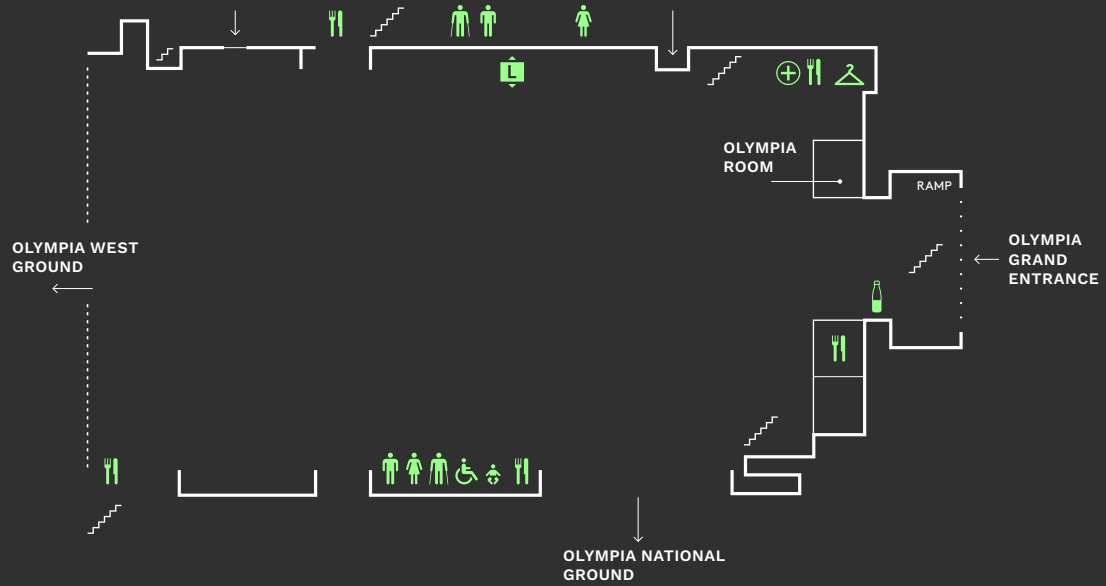 L
OLYMPIA
ROOM
RAMP
OLYMPIA WEST
GROUND
OLYMPIA
GRAND
ENTRANCE
OLYMPIA NATIONAL
GROUND